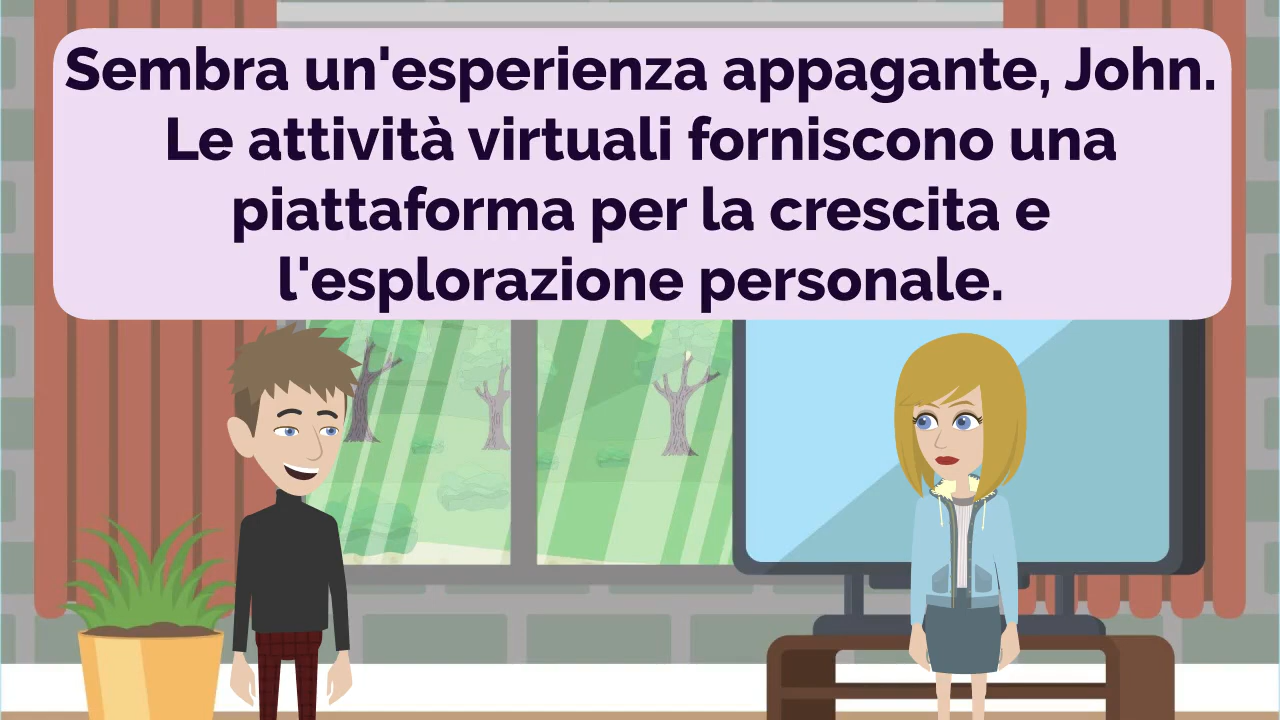 Sembra un'esperienza appagante, John.
Le attività virtuali forniscono una
piattaforma per la crescita e
l'esplorazione personale.